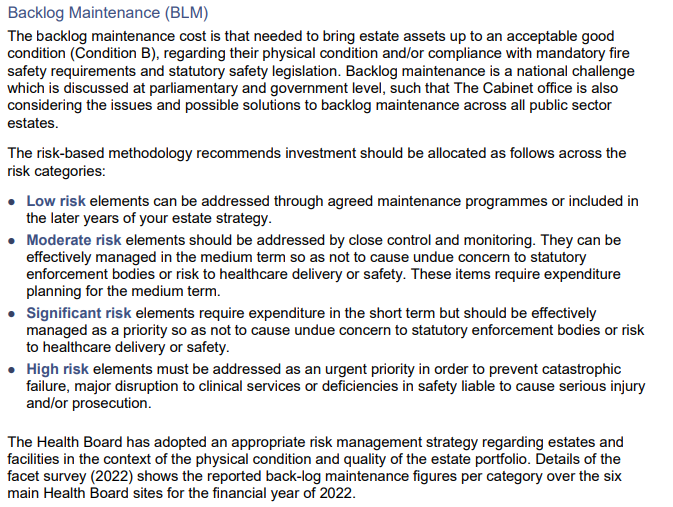 Backlog Maintenance (BLM)
The backlog maintenance cost is that needed to bring estate assets up to an acceptable good
condition (Condition B), regarding their physical condition and/or compliance with mandatory fire
safety requirements and statutory safety legislation. Backlog maintenance is a national challenge
which is discussed at parliamentary and government level, such that The Cabinet office is also
considering the issues and possible solutions to backlog maintenance across all public sector
estates.
The risk-based methodology recommends investment should be allocated as follows across the
risk categories:
• Low risk elements can be addressed through agreed maintenance programmes or included in
the later years of your estate strategy.
• Moderate risk elements should be addressed by close control and monitoring. They can be
effectively managed in the medium term so as not to cause undue concern to statutory
enforcement bodies or risk to healthcare delivery or safety. These items require expenditure
planning for the medium term.
• Significant risk elements require expenditure in the short term but should be effectively
managed as a priority so as not to cause undue concern to statutory enforcement bodies or risk
to healthcare delivery or safety.
• High risk elements must be addressed as an urgent priority in order to prevent catastrophic
failure, major disruption to clinical services or deficiencies in safety liable to cause serious injury
and/or prosecution.
The Health Board has adopted an appropriate risk management strategy regarding estates and
facilities in the context of the physical condition and quality of the estate portfolio. Details of the
facet survey (2022) shows the reported back-log maintenance figures per category over the six
main Health Board sites for the financial year of 2022.